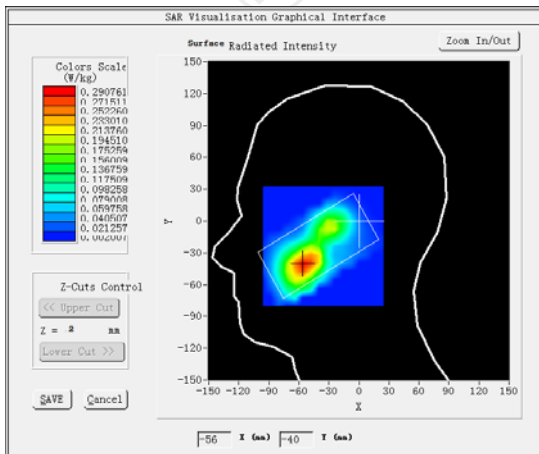 SAR Visualisation Graphical Interface
Surface Radiated Intensity
Zoom In/Out
Colors Scale
(W/kg)
0.290761
0.271511
0.252260
0.233010
0.213760
0.194510
0.175259
0.156009
0.136759
0.117509
0.098258
0.079008
0.059758
0.040507
0.021257
0.002007
150
120
90
60
30
0
-30
-60
-90
-120
-150
Y
-150 -120 -90 -60 -30 0 30 60 90 120 150
X
Z-Cuts Control
<< Upper Cut
Z = 2 mm
Lower Cut >>
SAVE Cancel
-56 X (mm) -40 Y (mm)